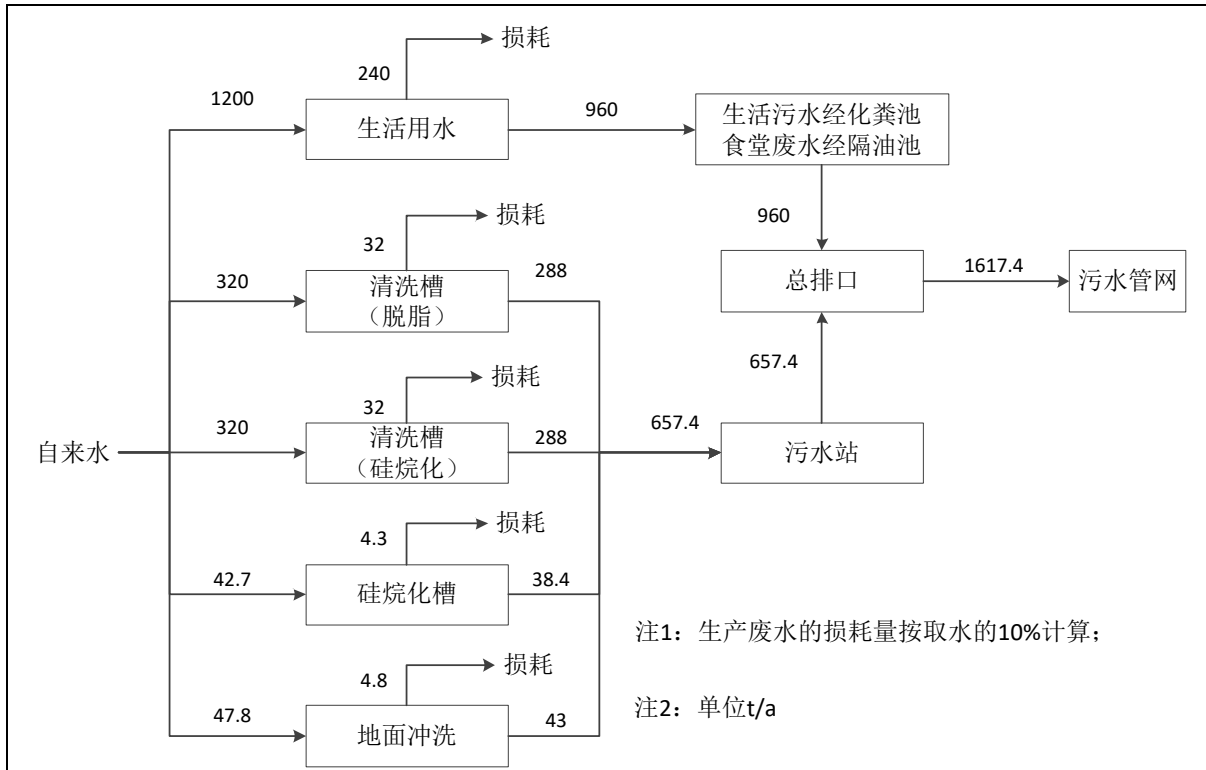 损耗
240
1200
生活用水
960
生活污水经化粪池
食堂废水经隔油池
960
损耗
32
320
清洗槽
（脱脂）
288
总排口
1617.4
污水管网
657.4
损耗
32
自来水
320
清洗槽
（硅烷化）
288
657.4
污水站
损耗
4.3
42.7
硅烷化槽
38.4
注1：生产废水的损耗量按取水的10%计算；
损耗
4.8
47.8
地面冲洗
43
注2：单位t/a